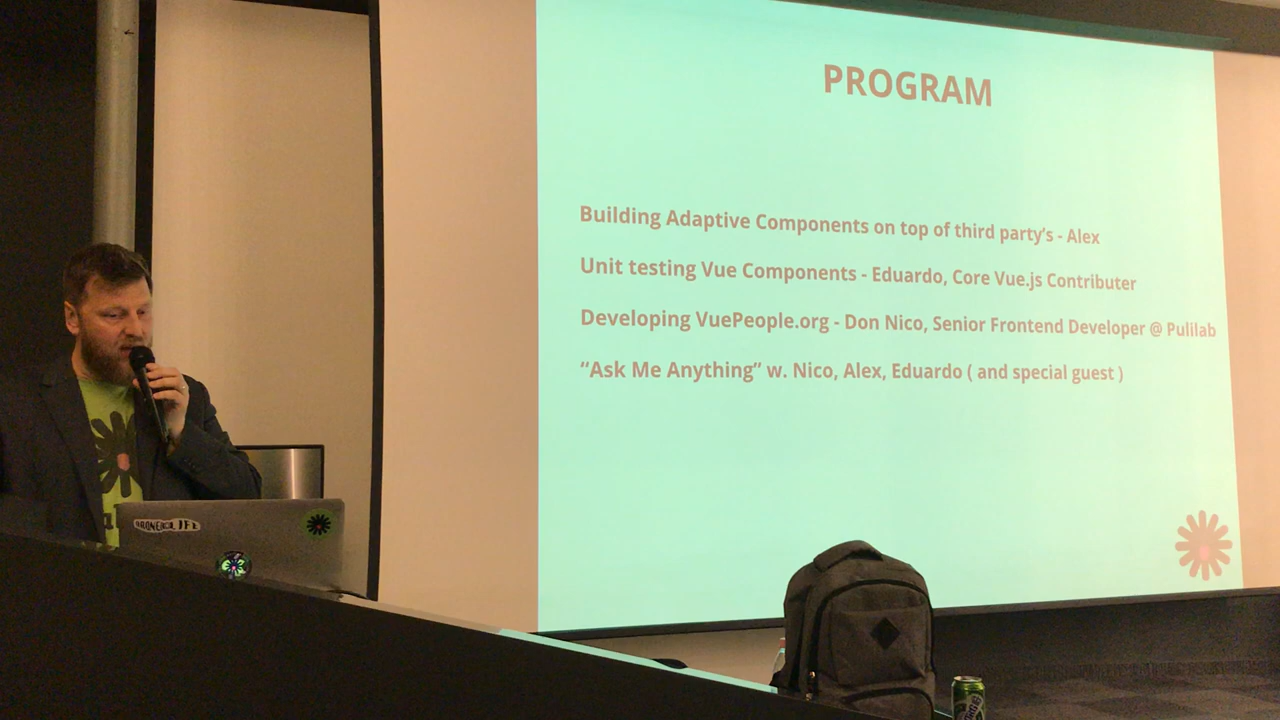 PROGRAM
Building Adaptive Components on top of third party's - Alex
Unit testing Vue Components - Eduardo, Core Vue.js Contributer
Developing VuePeople.org - Don Nico, Senior Frontend Developer @ Pulilab
“Ask Me Anything” w. Nico, Alex, Eduardo ( and special guest )